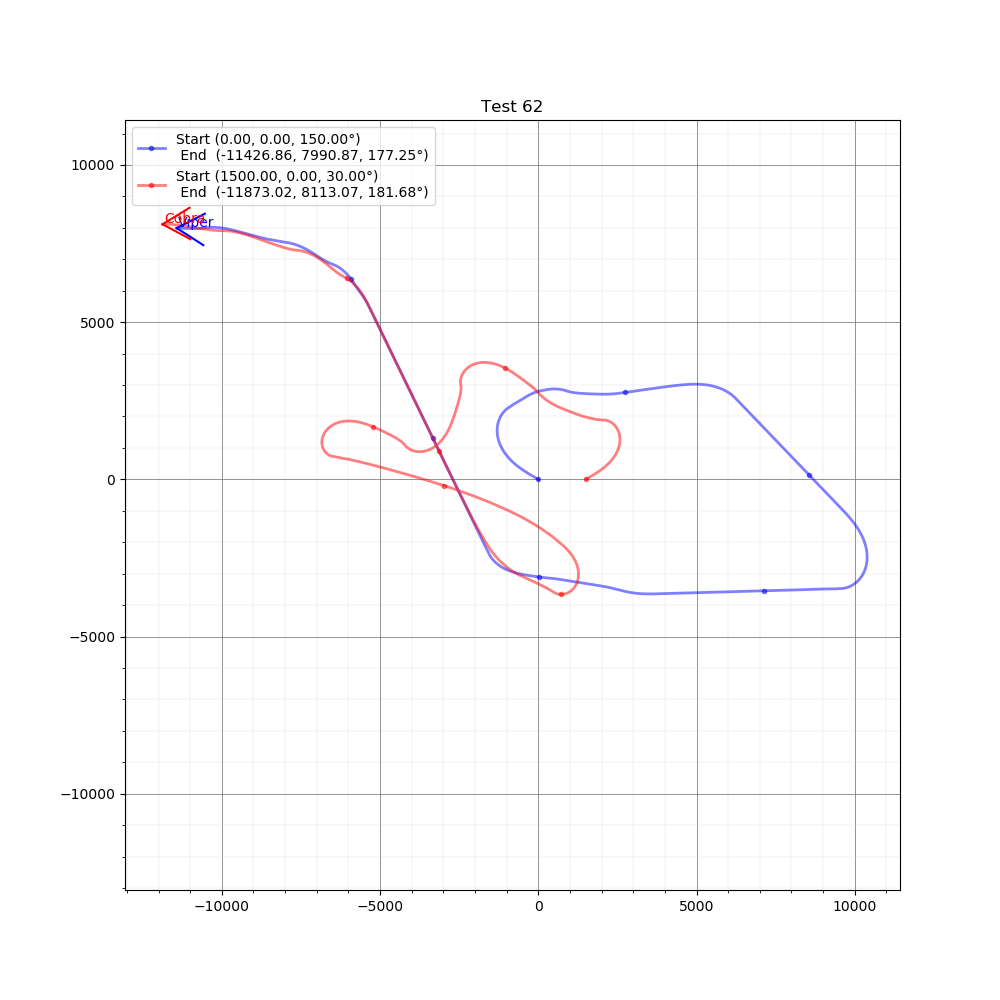 Test 62
Start (0.00, 0.00, 150.00°)
End (-11426.86, 7990.87, 177.25°)
Start (1500.00, 0.00, 30.00°)
End (-11873.02, 8113.07, 181.68°)
10000
5000
0
−5000
−10000
−10000
−5000
0
5000
10000